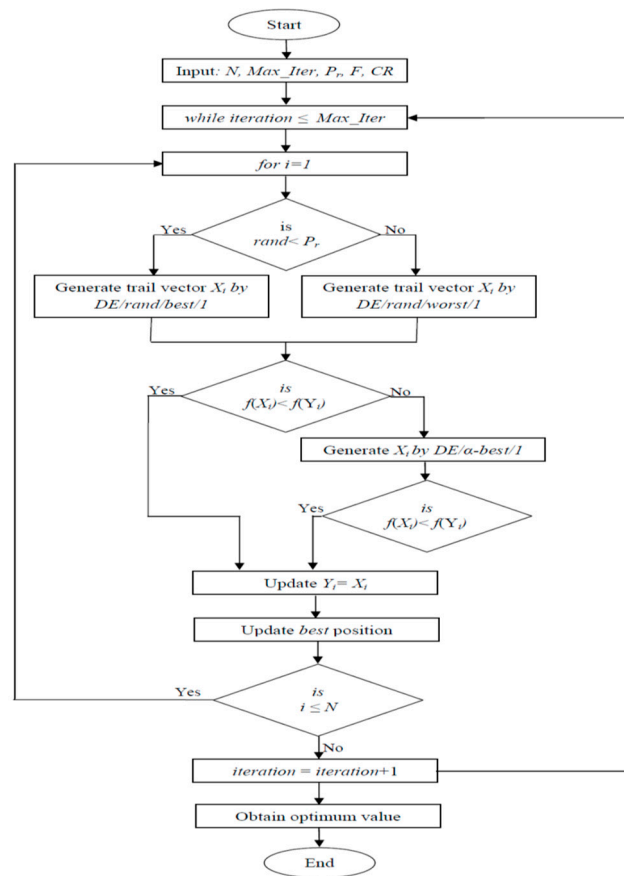 Start
Input: N, Max_Iter, Pr, F, CR
while iteration ≤ Max_Iter
for i=1
is
rand< Pr
Yes
No
Generate trail vector Xi by
DE/rand/best/1
Generate trail vector Xi by
DE/rand/worst/1
is
f(Xi)< f(Yi)
Yes
No
Generate Xi by DE/α-best/1
is
f(Xi)< f(Yi)
Yes
Update Yi= Xi
Update best position
is
i ≤ N
Yes
No
iteration = iteration+1
Obtain optimum value
End